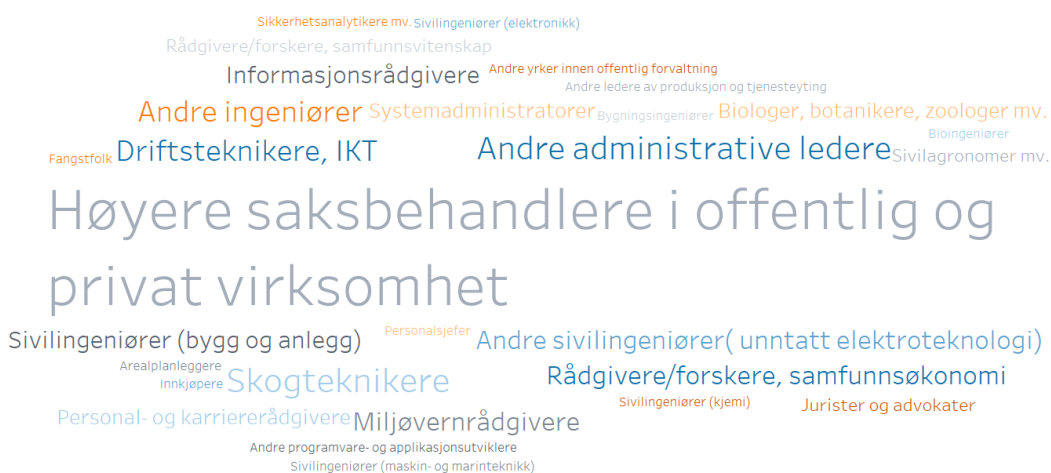 Sikkerhetsanalytikere mv. Sivilingeniører (elektronikk)
Rådgivere/forskere, samfunnsvitenskap
Informasjonsrådgivere Andre yrker innen offentlig forvaltning
Andre ledere av produksjon og tjenesteyting
Andre ingeniører Systemadministratorer Bygningsingeniører Biologer, botanikere, zoologer mv.
Bioingeniører
Fangstfolk Driftsteknikere, IKT Andre administrative ledere Sivilagronomer mv.
Høyere saksbehandlere i offentlig og
privat virksomhet
Sivilingeniører (bygg og anlegg) Personalsjefer Andre sivilingeniører( unntatt elektroteknologi)
Arealplanleggere
Innkjøpere Skogteknikere Rådgivere/forskere, samfunnsøkonomi
Sivilingeniører (kjemi) Jurister og advokater
Personal- og karriererådgivere Miljøvernrådgivere
Andre programvare- og applikasjonsutviklere
Sivilingeniører (maskin- og marinteknikk)